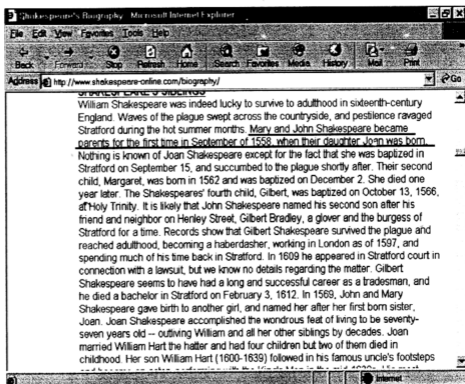 Shakespeare's Biography - Microsoft Internet Explorer
File Edit View Favorites Tools Help
Back Forward Stop Refresh Home Search Favorites Media History Mail Print
Address http://www.shakespeare-online.com/biography/ Go
SHAKESPEARE'S SIBLINGS
William Shakespeare was indeed lucky to survive to adulthood in sixteenth-century
England. Waves of the plague swept across the countryside, and pestilence ravaged
Stratford during the hot summer months. Mary and John Shakespeare became
parents for the first time in September of 1558, when their daughter Joan was born.
Nothing is known of Joan Shakespeare except for the fact that she was baptized in
Stratford on September 15, and succumbed to the plague shortly after. Their second
child, Margaret, was born in 1562 and was baptized on December 2. She died one
year later. The Shakespeares' fourth child, Gilbert, was baptized on October 13, 1566,
at Holy Trinity. It is likely that John Shakespeare named his second son after his
friend and neighbor on Henley Street, Gilbert Bradley, a glover and the burgess of
Stratford for a time. Records show that Gilbert Shakespeare survived the plague and
reached adulthood, becoming a haberdasher, working in London as of 1597, and
spending much of his time back in Stratford. In 1609 he appeared in Stratford court in
connection with a lawsuit, but we know no details regarding the matter. Gilbert
Shakespeare seems to have had a long and successful career as a tradesman, and
he died a bachelor in Stratford on February 3, 1612. In 1569, John and Mary
Shakespeare gave birth to another girl, and named her after her first born sister,
Joan. Joan Shakespeare accomplished the wondrous feat of living to be seventy-
seven years old -- outliving William and all her other siblings by decades. Joan
married William Hart the hatter and had four children but two of them died in
childhood. Her son William Hart (1600-1639) followed in his famous uncle's footsteps
Internet